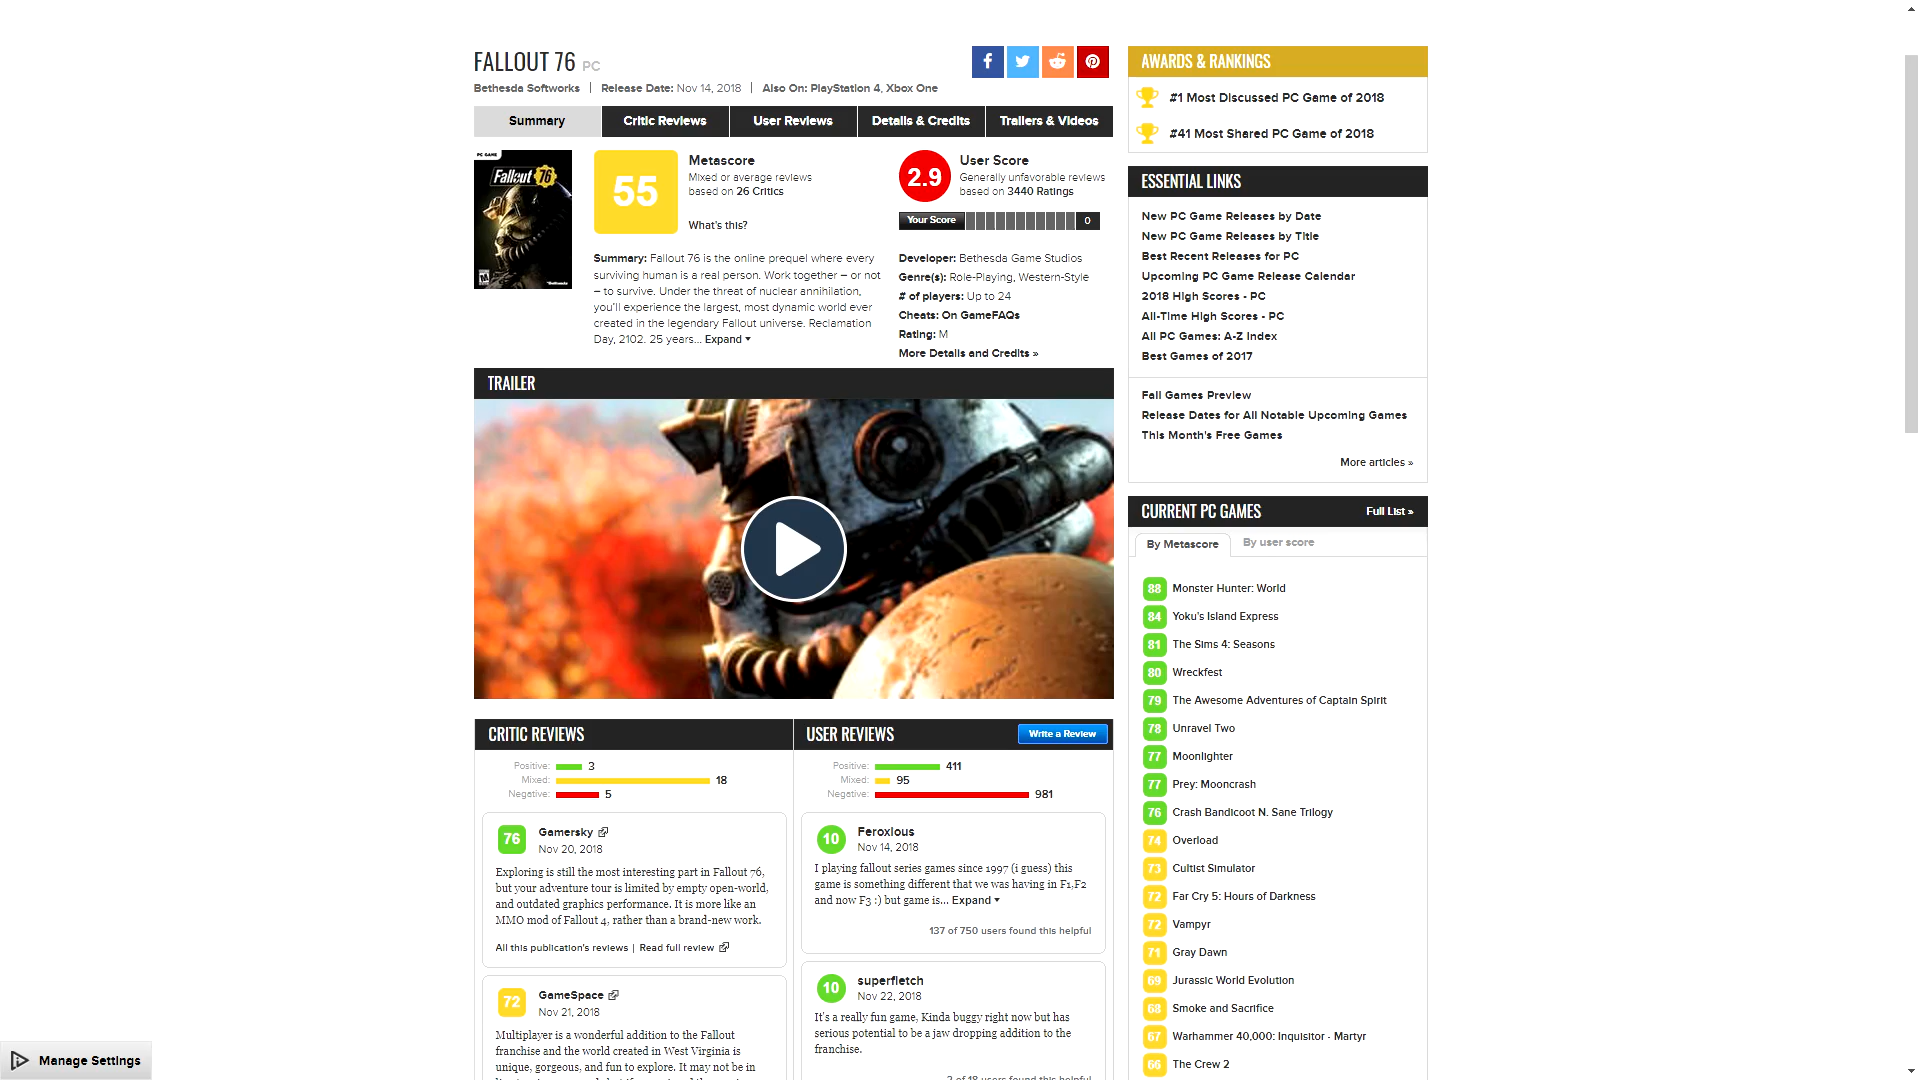 FALLOUT 76 PC
Bethesda Softworks | Release Date: Nov 14, 2018 | Also On: PlayStation 4, Xbox One
Summary
Critic Reviews
User Reviews
Details & Credits
Trailers & Videos
PC GAME
Fallout 76
55
Metascore
Mixed or average reviews
based on 26 Critics
What's this?
2.9
User Score
Generally unfavorable reviews
based on 3440 Ratings
Your Score
0
Summary: Fallout 76 is the online prequel where every
surviving human is a real person. Work together – or not
– to survive. Under the threat of nuclear annihilation,
you'll experience the largest, most dynamic world ever
created in the legendary Fallout universe. Reclamation
Day, 2102. 25 years... Expand
Developer: Bethesda Game Studios
Genre(s): Role-Playing, Western-Style
# of players: Up to 24
Cheats: On GameFAQs
Rating: M
More Details and Credits »
TRAILER
CRITIC REVIEWS
Positive: 3
Mixed: 18
Negative: 5
76
Gamersky
Nov 20, 2018
Exploring is still the most interesting part in Fallout 76,
but your adventure tour is limited by empty open-world,
and outdated graphics performance. It is more like an
MMO mod of Fallout 4, rather than a brand-new work.
All this publication's reviews | Read full review
72
GameSpace
Nov 21, 2018
Multiplayer is a wonderful addition to the Fallout
franchise and the world created in West Virginia is
unique, gorgeous, and fun to explore. It may not be in
USER REVIEWS
Write a Review
Positive: 411
Mixed: 95
Negative: 981
10
Feroxious
Nov 14, 2018
I playing fallout series games since 1997 (i guess) this
game is something different that we was having in F1,F2
and now F3 :) but game is... Expand
137 of 750 users found this helpful
10
superfletch
Nov 22, 2018
It's a really fun game, Kinda buggy right now but has
serious potential to be a jaw dropping addition to the
franchise.
2 of 18 users found this helpful
AWARDS & RANKINGS
#1 Most Discussed PC Game of 2018
#41 Most Shared PC Game of 2018
ESSENTIAL LINKS
New PC Game Releases by Date
New PC Game Releases by Title
Best Recent Releases for PC
Upcoming PC Game Release Calendar
2018 High Scores - PC
All-Time High Scores - PC
All PC Games: A-Z Index
Best Games of 2017
Fall Games Preview
Release Dates for All Notable Upcoming Games
This Month's Free Games
More articles »
CURRENT PC GAMES
Full List »
By Metascore
By user score
88 Monster Hunter: World
84 Yoku's Island Express
81 The Sims 4: Seasons
80 Wreckfest
79 The Awesome Adventures of Captain Spirit
78 Unravel Two
77 Moonlighter
77 Prey: Mooncrash
76 Crash Bandicoot N. Sane Trilogy
74 Overload
73 Cultist Simulator
72 Far Cry 5: Hours of Darkness
72 Vampyr
71 Gray Dawn
69 Jurassic World Evolution
68 Smoke and Sacrifice
67 Warhammer 40,000: Inquisitor - Martyr
66 The Crew 2
Manage Settings